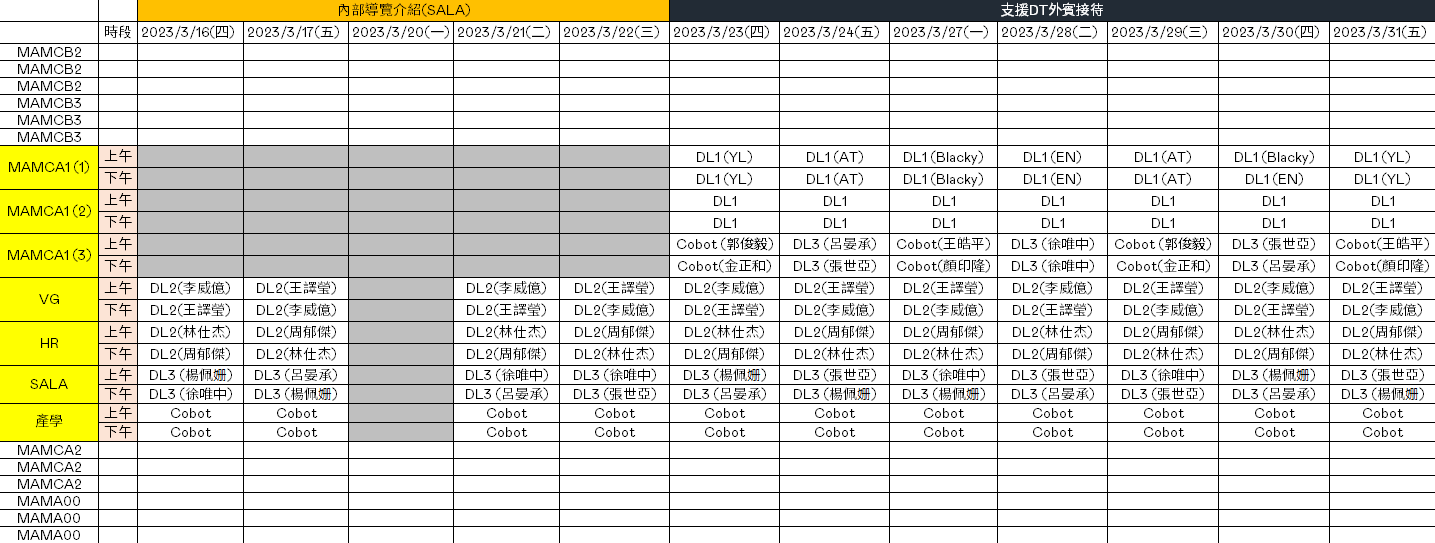 內部導覽介紹(SALA) 支援DT外賓接待
時段 2023/3/16(四) 2023/3/17(五) 2023/3/20(一) 2023/3/21(二) 2023/3/22(三) 2023/3/23(四) 2023/3/24(五) 2023/3/27(一) 2023/3/28(二) 2023/3/29(三) 2023/3/30(四) 2023/3/31(五)
MAMCB2
MAMCB2
MAMCB2
MAMCB3
MAMCB3
MAMCB3
MAMCA1(1) 上午 DL1(YL) DL1(AT) DL1(Blacky) DL1(EN) DL1(AT) DL1(Blacky) DL1(YL)
下午 DL1(YL) DL1(AT) DL1(Blacky) DL1(EN) DL1(AT) DL1(EN) DL1(YL)
MAMCA1(2) 上午 DL1 DL1 DL1 DL1 DL1 DL1 DL1
下午 DL1 DL1 DL1 DL1 DL1 DL1 DL1
MAMCA1(3) 上午 Cobot(郭俊毅) DL3(呂晏承) Cobot(王皓平) DL3(徐唯中) Cobot(郭俊毅) DL3(張世亞) Cobot(王皓平)
下午 Cobot(金正和) DL3(張世亞) Cobot(顏印隆) DL3(徐唯中) Cobot(金正和) DL3(呂晏承) Cobot(顏印隆)
VG 上午 DL2(李威億) DL2(王譯瑩) DL2(李威億) DL2(王譯瑩) DL2(李威億) DL2(王譯瑩) DL2(王譯瑩) DL2(李威億) DL2(王譯瑩) DL2(李威億) DL2(王譯瑩)
下午 DL2(王譯瑩) DL2(李威億) DL2(王譯瑩) DL2(李威億) DL2(王譯瑩) DL2(李威億) DL2(李威億) DL2(王譯瑩) DL2(李威億) DL2(王譯瑩) DL2(李威億)
HR 上午 DL2(林仕杰) DL2(周郁傑) DL2(林仕杰) DL2(周郁傑) DL2(林仕杰) DL2(周郁傑) DL2(林仕杰) DL2(周郁傑) DL2(周郁傑) DL2(林仕杰) DL2(周郁傑)
下午 DL2(周郁傑) DL2(林仕杰) DL2(周郁傑) DL2(林仕杰) DL2(周郁傑) DL2(林仕杰) DL2(周郁傑) DL2(林仕杰) DL2(林仕杰) DL2(周郁傑) DL2(林仕杰)
SALA 上午 DL3(楊佩姍) DL3(呂晏承) DL3(徐唯中) DL3(徐唯中) DL3(楊佩姍) DL3(張世亞) DL3(徐唯中) DL3(張世亞) DL3(徐唯中) DL3(楊佩姍) DL3(張世亞)
下午 DL3(徐唯中) DL3(楊佩姍) DL3(呂晏承) DL3(張世亞) DL3(呂晏承) DL3(楊佩姍) DL3(楊佩姍) DL3(呂晏承) DL3(張世亞) DL3(呂晏承) DL3(楊佩姍)
產學 上午 Cobot Cobot Cobot Cobot Cobot Cobot Cobot Cobot Cobot Cobot Cobot
下午 Cobot Cobot Cobot Cobot Cobot Cobot Cobot Cobot Cobot Cobot Cobot
MAMCA2
MAMCA2
MAMCA2
MAMA00
MAMA00
MAMA00